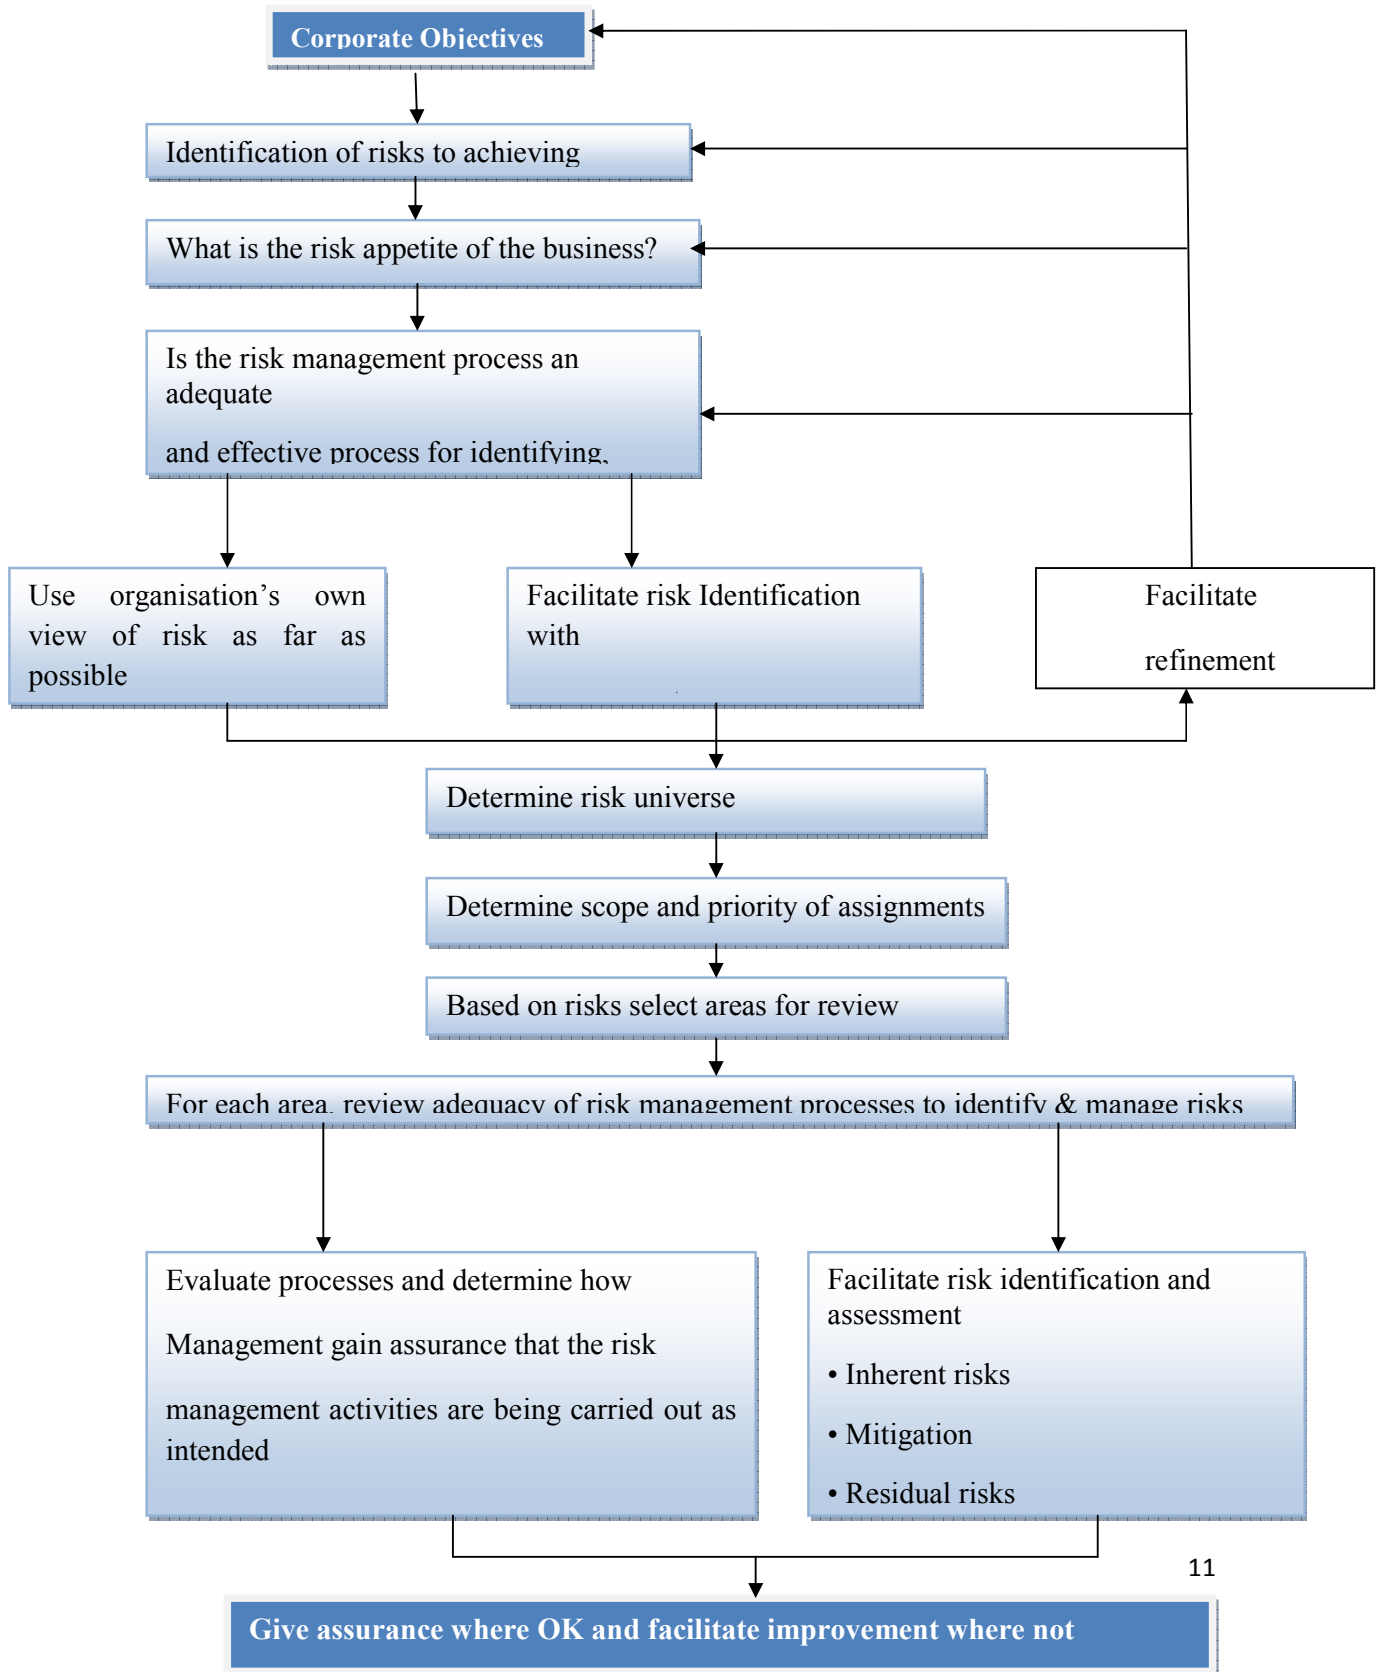 Corporate Objectives
Identification of risks to achieving
What is the risk appetite of the business?
Is the risk management process an
adequate
and effective process for identifying,
Use organisation’s own
view of risk as far as
possible
Facilitate risk Identification
with
Facilitate
refinement
Determine risk universe
Determine scope and priority of assignments
Based on risks select areas for review
For each area, review adequacy of risk management processes to identify & manage risks
Evaluate processes and determine how
Management gain assurance that the risk
management activities are being carried out as
intended
Facilitate risk identification and
assessment
• Inherent risks
• Mitigation
• Residual risks
11
Give assurance where OK and facilitate improvement where not